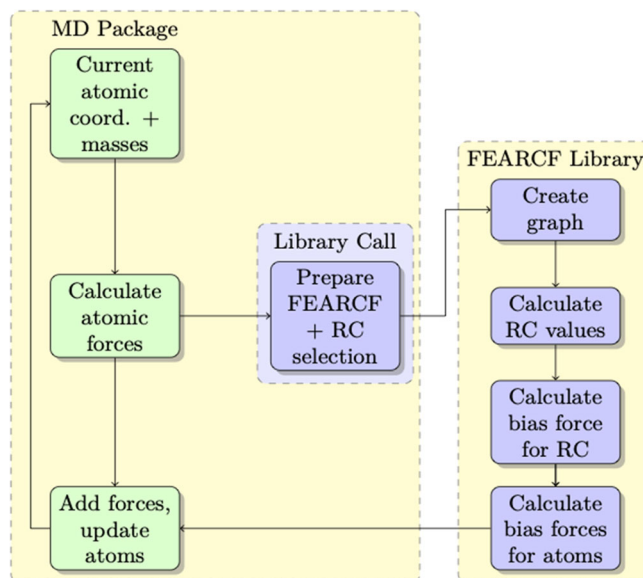 MD Package
Current
atomic
coord. +
masses
Calculate
atomic
forces
Add forces,
update
atoms
Library Call
Prepare
FEARCF
+ RC
selection
FEARCF Library
Create
graph
Calculate
RC values
Calculate
bias force
for RC
Calculate
bias forces
for atoms